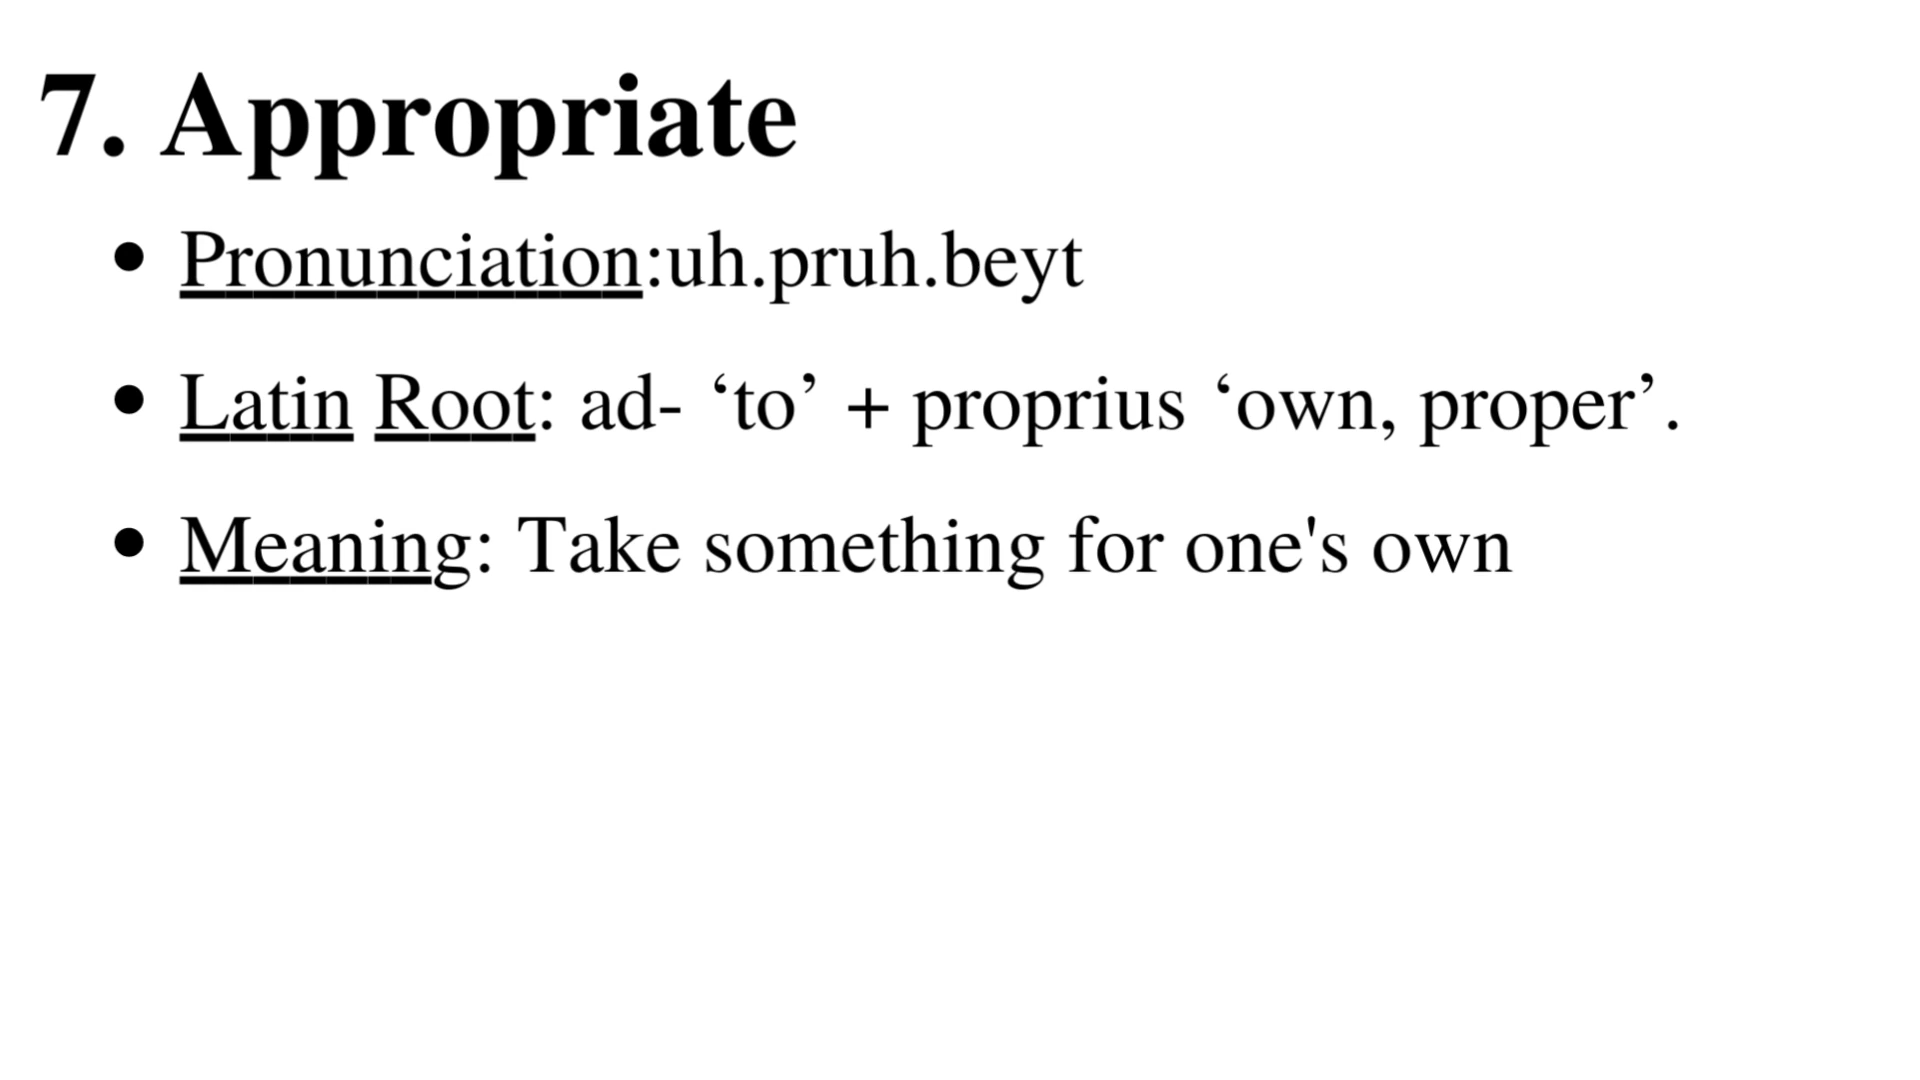 7. Appropriate
Pronunciation:uh.pruh.beyt
Latin Root: ad- ‘to’ + proprius ‘own, proper’.
Meaning: Take something for one's own